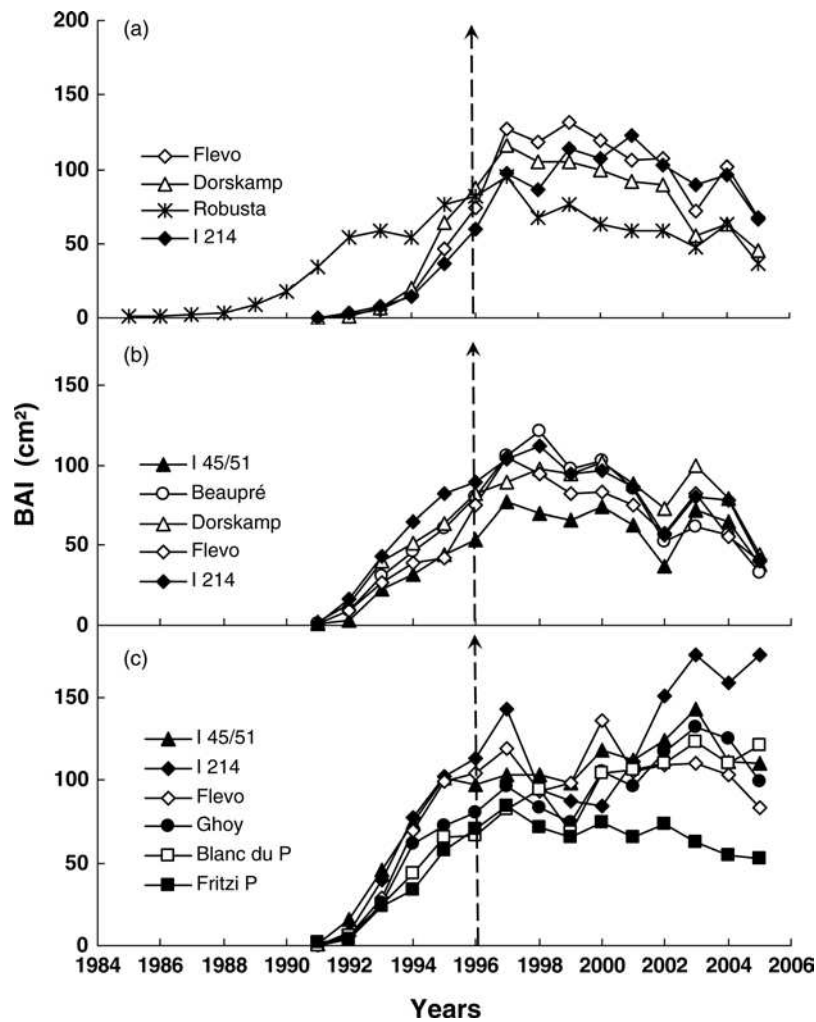 200
(a)
150
Flevo
100
Dorskamp
Robusta
50
I 214
0
(b)
150
I 45/51
100
Beaupré
Dorskamp
50
Flevo
I 214
0
(c)
150
I 45/51
I 214
100
Flevo
Ghoy
50
Blanc du P
Fritzi P
0
BAI (cm²)
1984 1986 1988 1990 1992 1994 1996 1998 2000 2002 2004 2006
Years